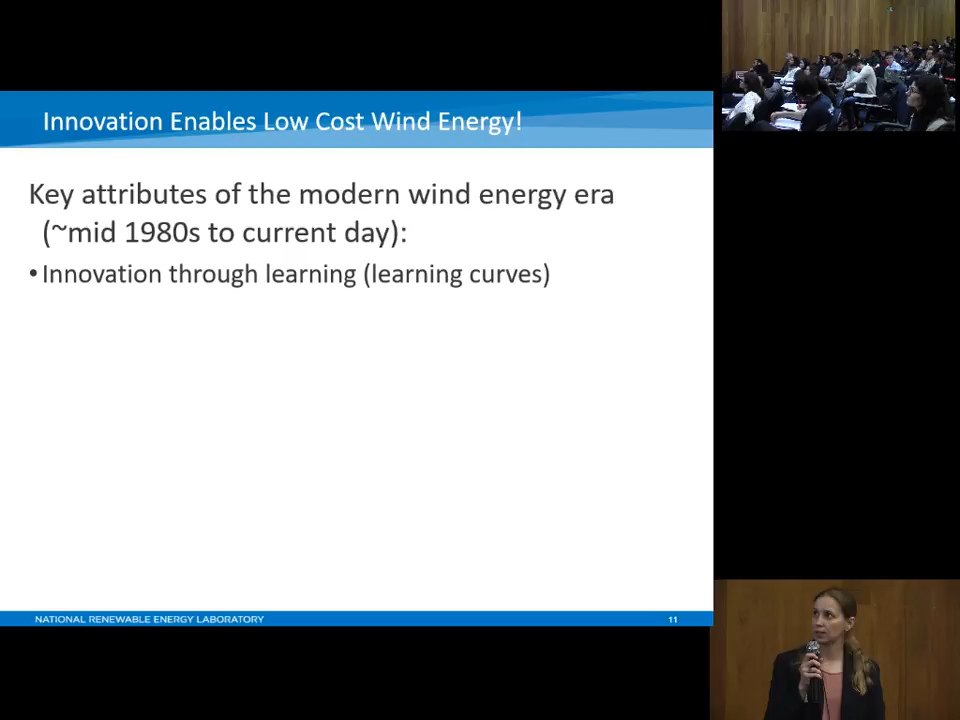 Innovation Enables Low Cost Wind Energy!
Key attributes of the modern wind energy era
(~mid 1980s to current day):
• Innovation through learning (learning curves)
NATIONAL RENEWABLE ENERGY LABORATORY
11